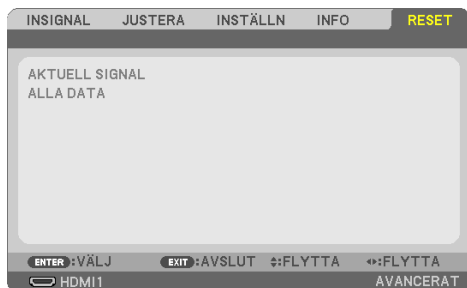 INSIGNAL JUSTERA INSTÄLLN INFO RESET
AKTUELL SIGNAL
ALLA DATA
ENTER:VÄLJ EXIT:AVSLUT :FLYTTA :FLYTTA
HDMI1 AVANCERAT